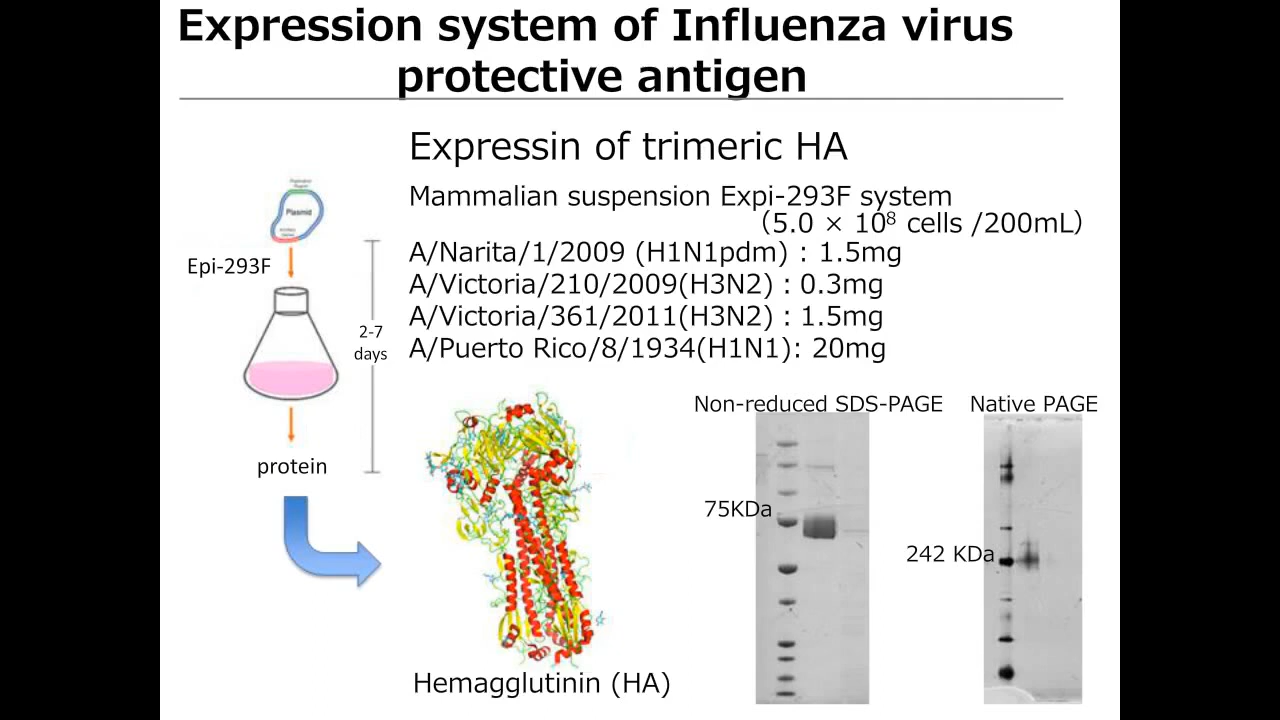 Expression system of Influenza virus
protective antigen
Expressin of trimeric HA
Mammalian suspension Expi-293F system
(5.0 × 10⁸ cells /200mL)
A/Narita/1/2009 (H1N1pdm) : 1.5mg
A/Victoria/210/2009(H3N2) : 0.3mg
A/Victoria/361/2011(H3N2) : 1.5mg
A/Puerto Rico/8/1934(H1N1): 20mg
Plasmid
Epi-293F
2-7
days
protein
Hemagglutinin (HA)
Non-reduced SDS-PAGE
75KDa
Native PAGE
242 KDa